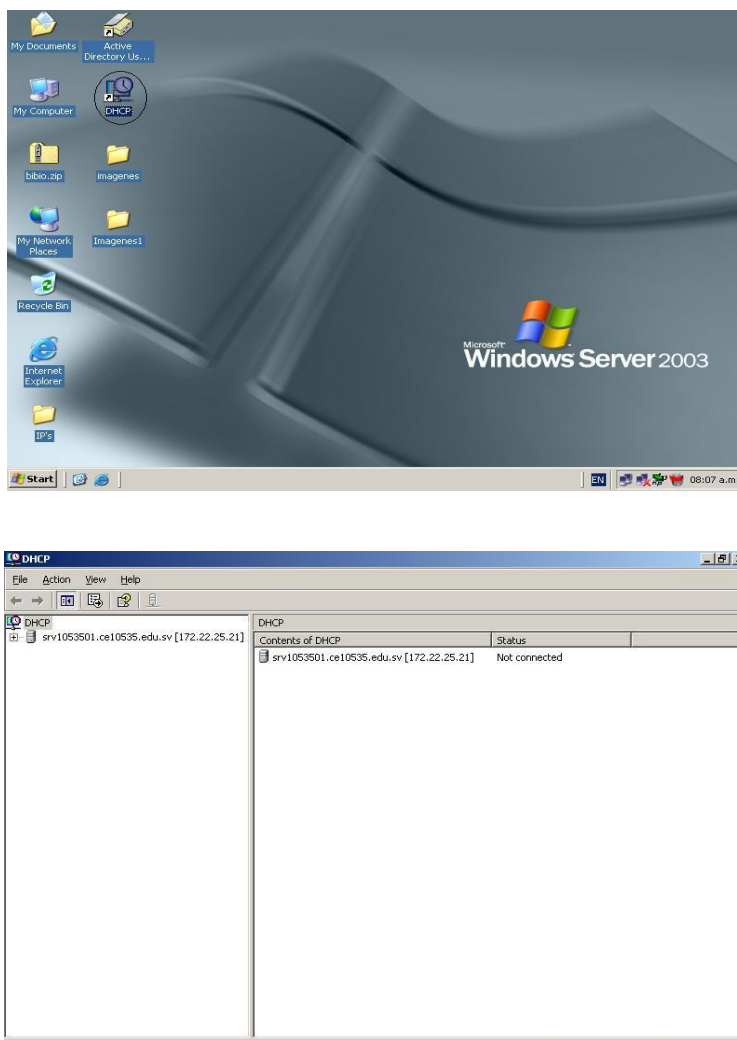 My Documents
Active
Directory Us...
My Computer
DHCP
bibio.zip
imagenes
My Network
Places
Imagenes1
Recycle Bin
Internet
Explorer
IP's
Microsoft
Windows Server 2003
Start
EN
08:07 a.m
DHCP
File Action View Help
DHCP
srv1053501.ce10535.edu.sv [172.22.25.21]
DHCP
Contents of DHCP Status
srv1053501.ce10535.edu.sv [172.22.25.21] Not connected